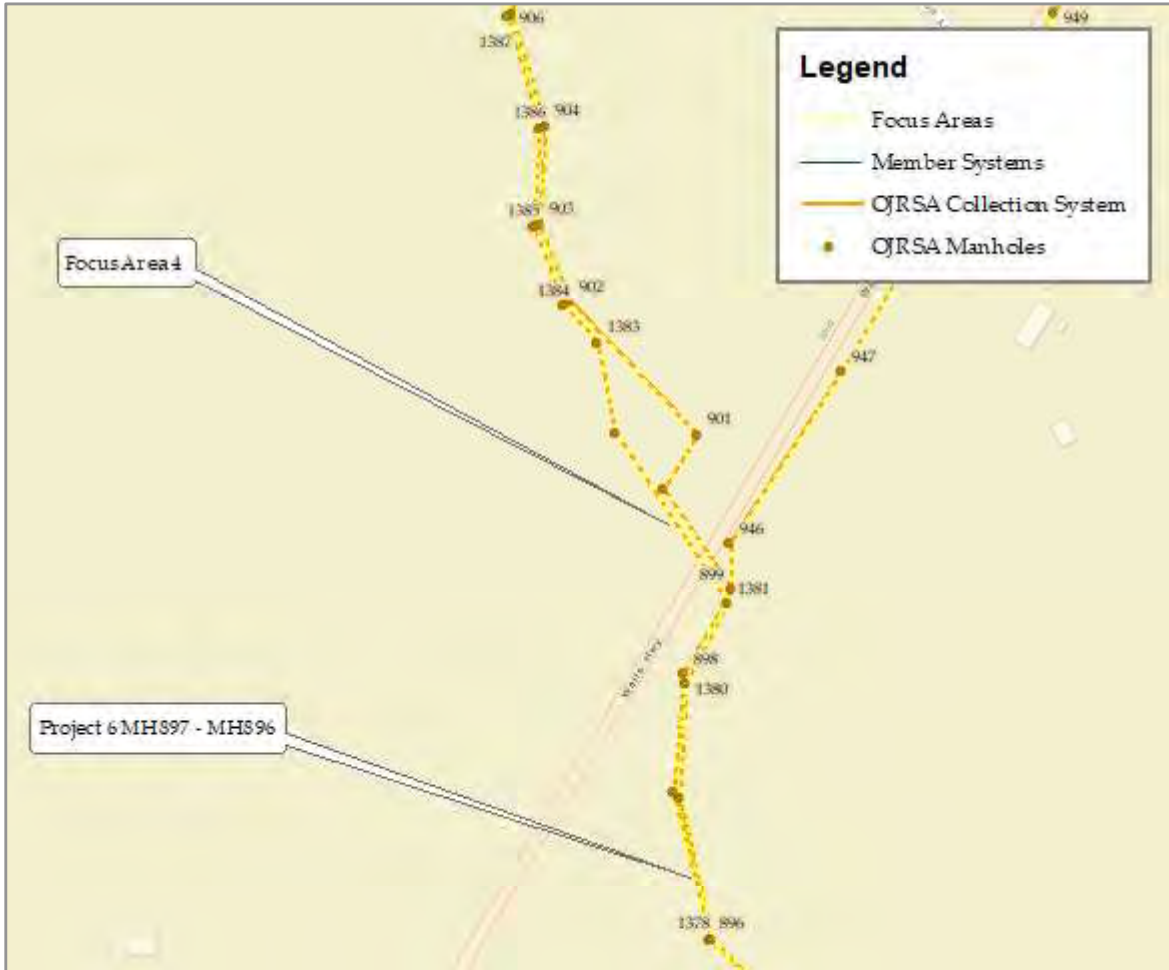 906
949
1387
Legend
Focus Areas
Member Systems
OJRSA Collection System
OJRSA Manholes
1386 904
1385 903
Focus Area 4
1384 902
1383
947
901
946
899
1381
898
1380
Walls Hwy
Project 6 MH897 - MH896
1378 896